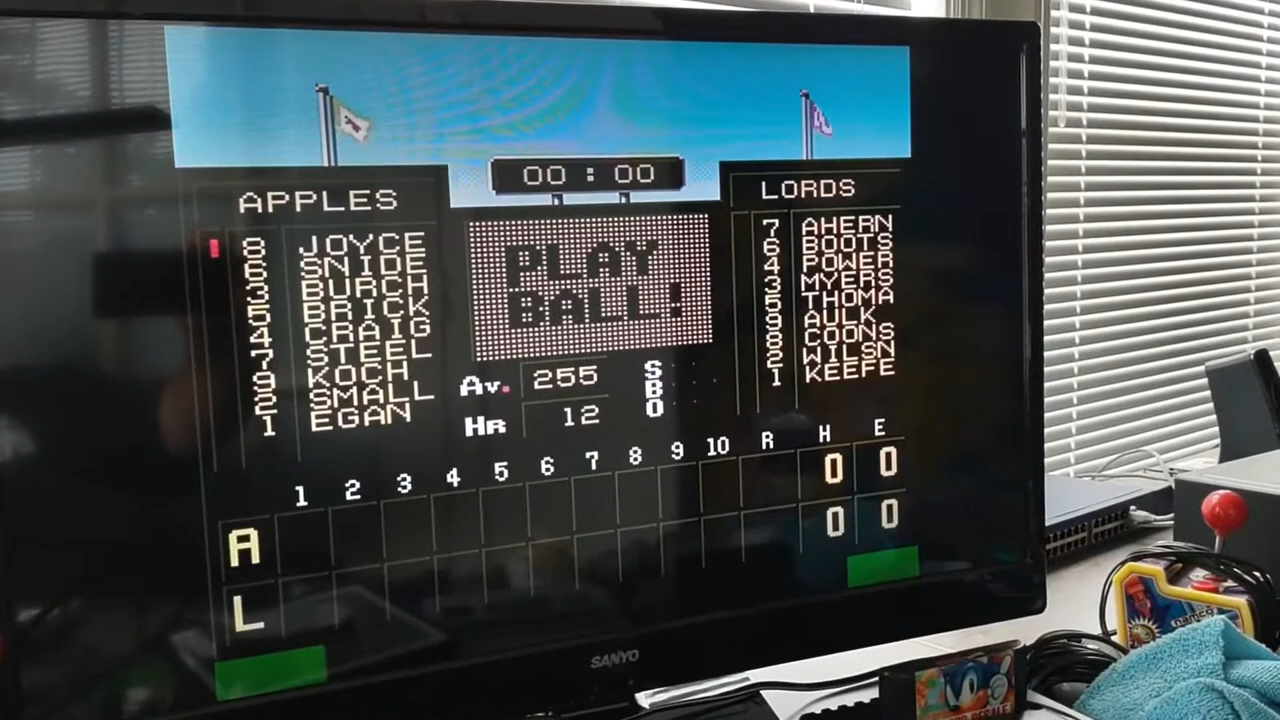 00 : 00
APPLES
8 JOYCE
6 SNIDE
3 BURCH
5 BRICK
4 CRAIG
7 STEEL
9 KOCH
2 SMALL
1 EGAN
PLAY
BALL!
Av. 255
HR 12
S
B
O
LORDS
7 AHERN
6 BOOTS
4 POWER
3 MYERS
5 THOMA
9 AULK
8 COONS
2 WILSN
1 KEEFE
1 2 3 4 5 6 7 8 9 10 R H E
A 0 0
L 0 0
SANYO
namco